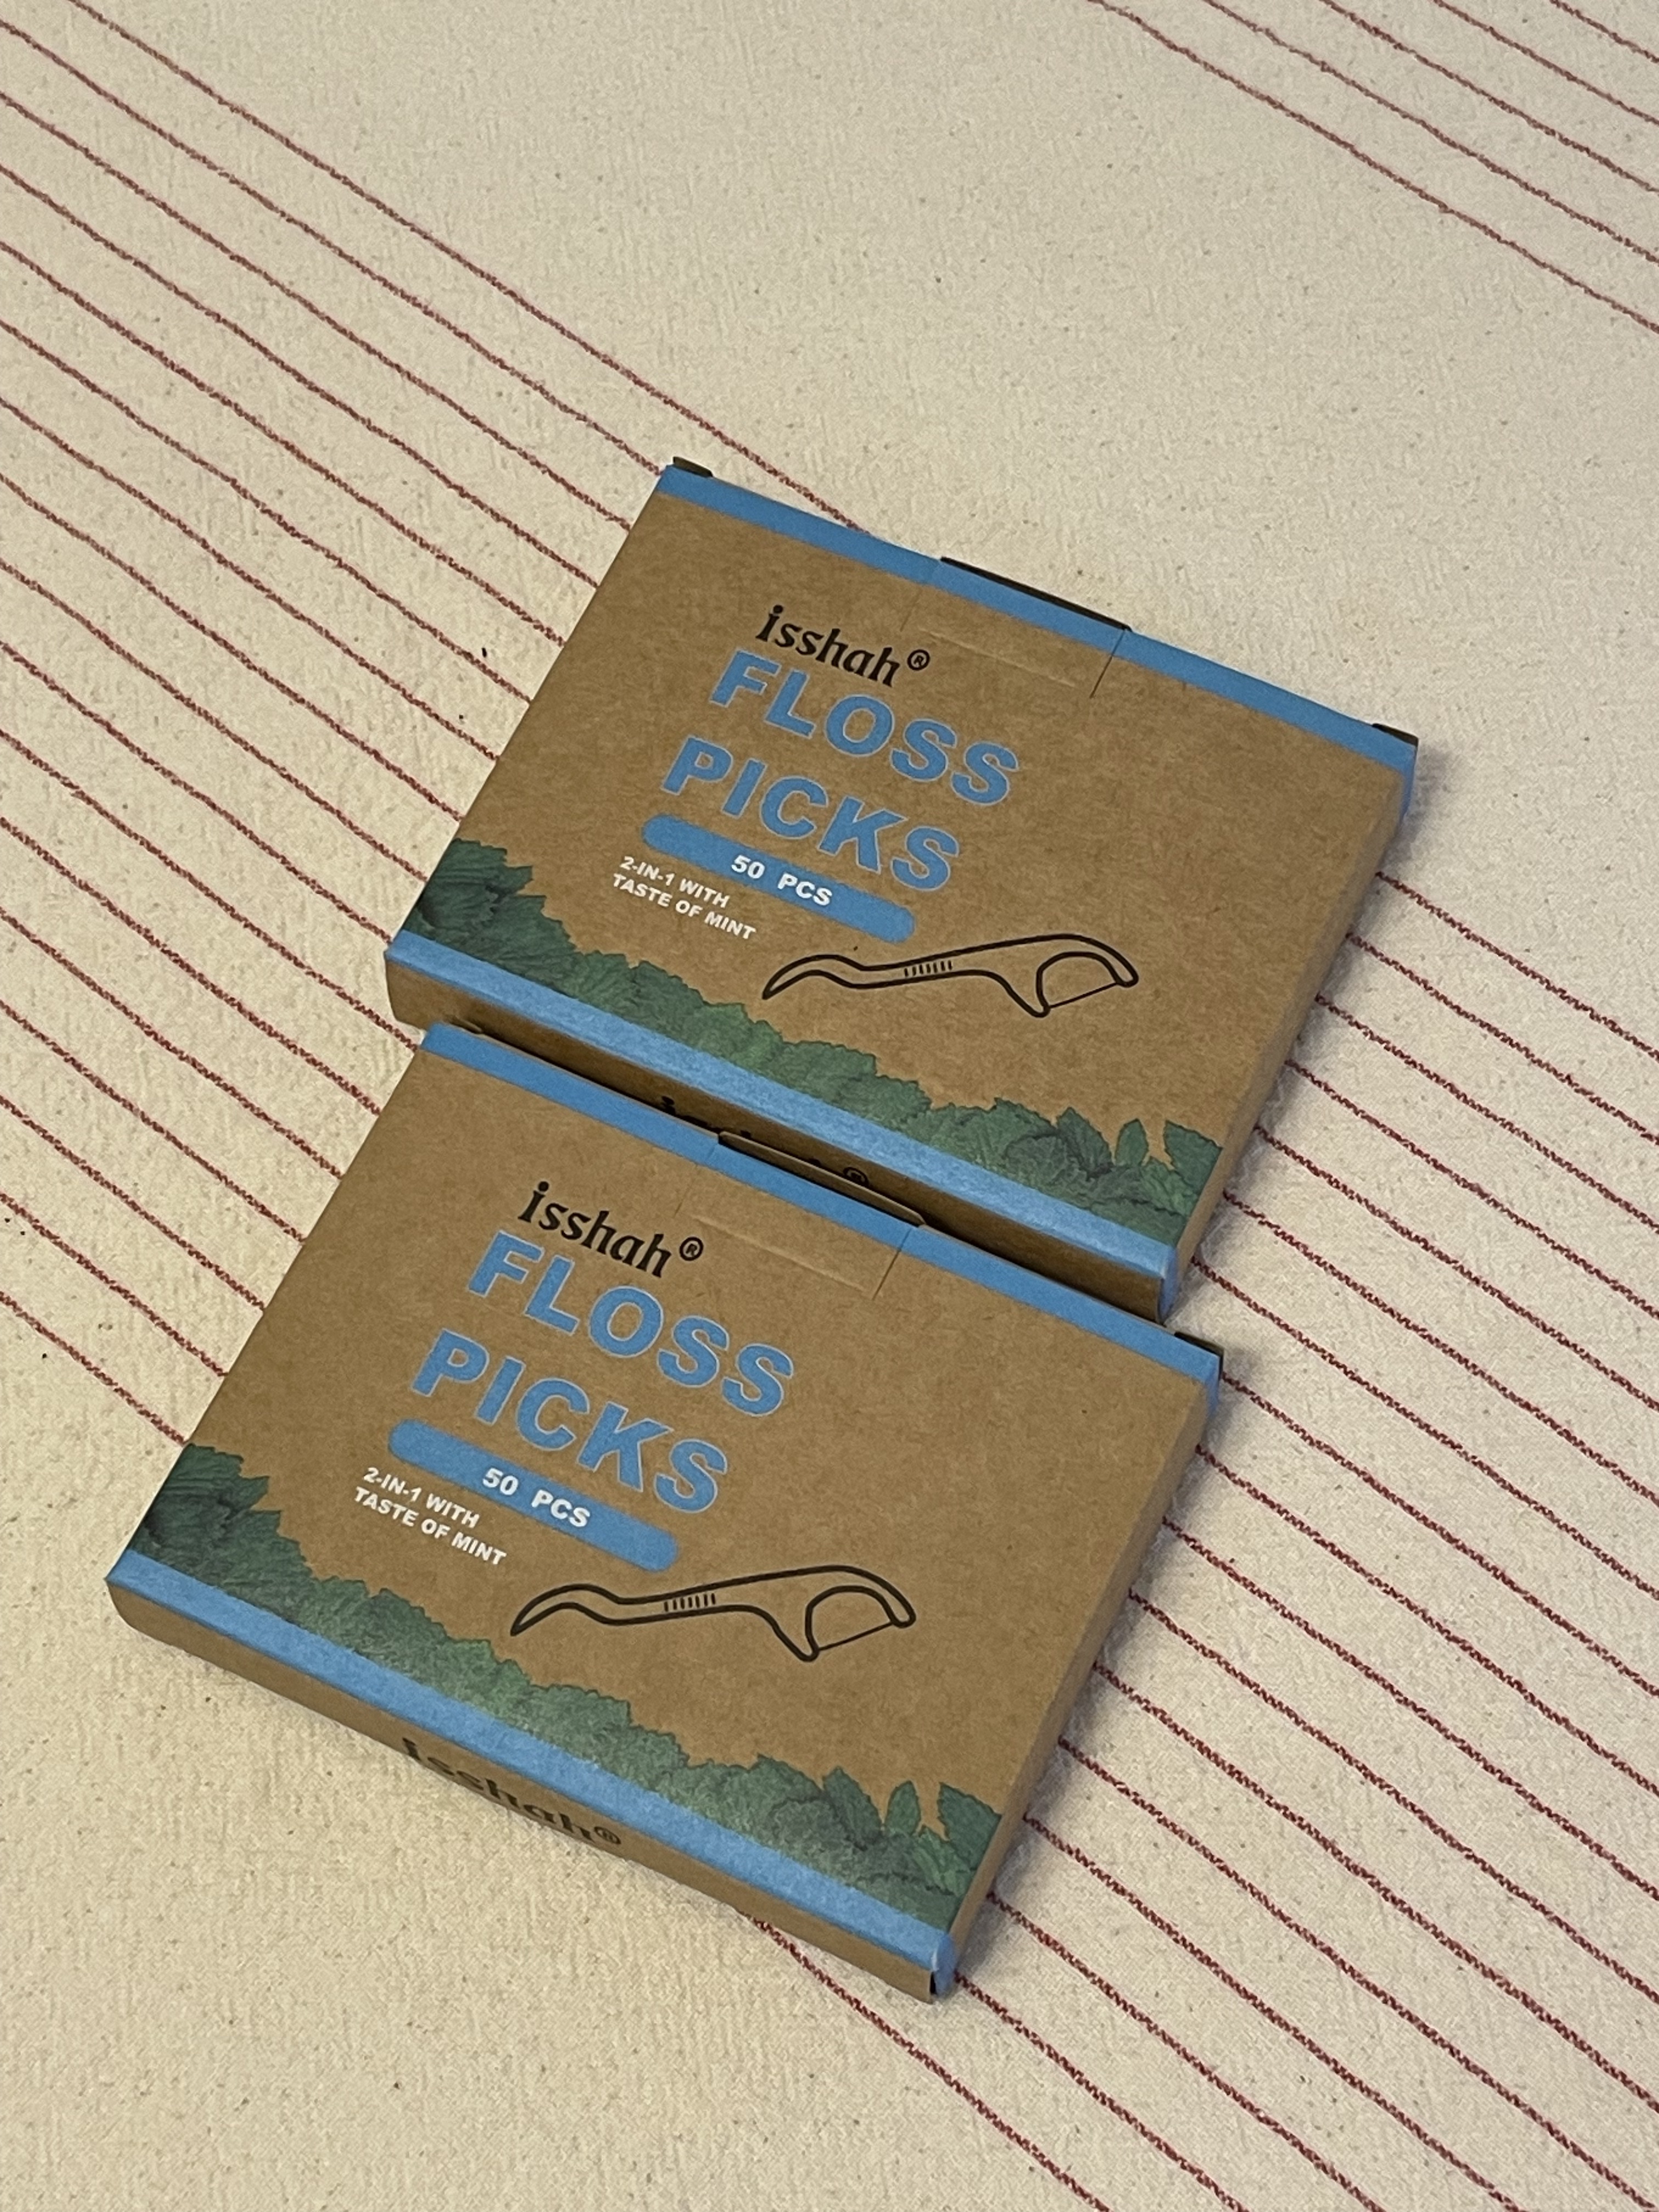 isshah®
FLOSS
PICKS
50 PCS
2-IN-1 WITH
TASTE OF MINT
isshah®
FLOSS
PICKS
50 PCS
2-IN-1 WITH
TASTE OF MINT
isshah®